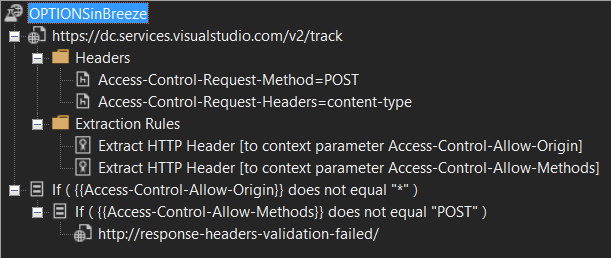 OPTIONSinBreeze
https://dc.services.visualstudio.com/v2/track
Headers
Access-Control-Request-Method=POST
Access-Control-Request-Headers=content-type
Extraction Rules
Extract HTTP Header [to context parameter Access-Control-Allow-Origin]
Extract HTTP Header [to context parameter Access-Control-Allow-Methods]
If ( {{Access-Control-Allow-Origin}} does not equal "*" )
If ( {{Access-Control-Allow-Methods}} does not equal "POST" )
http://response-headers-validation-failed/